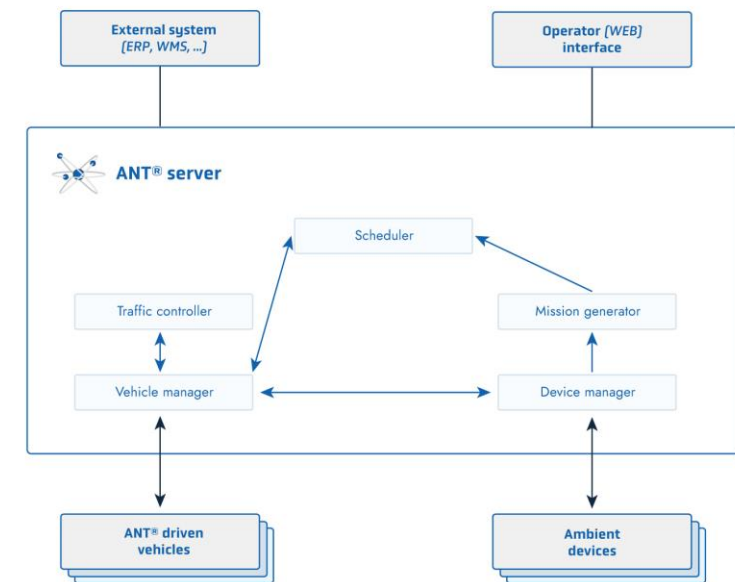 External system
(ERP, WMS, ...)
Operator (WEB)
interface
ANT® server
Scheduler
Traffic controller
Mission generator
Vehicle manager
Device manager
ANT® driven
vehicles
Ambient
devices